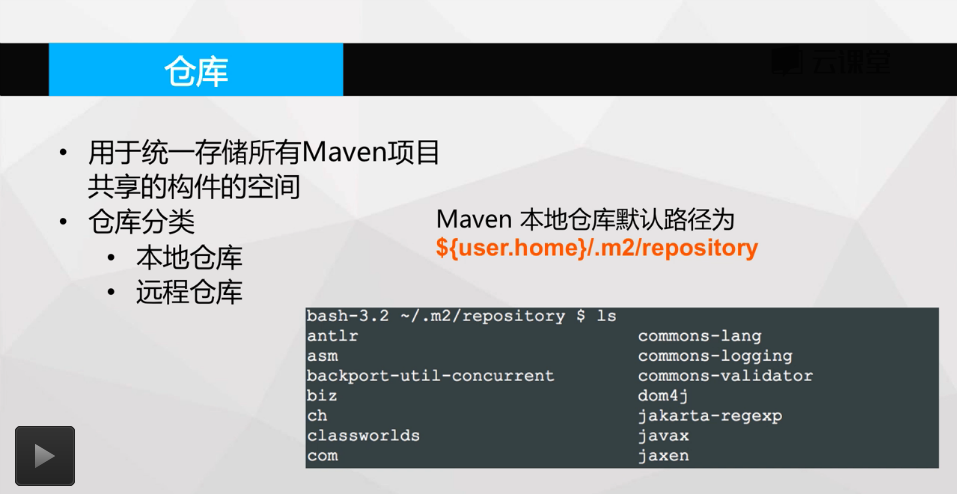 仓库
云课堂
• 用于统一存储所有Maven项目
共享的构件的空间
• 仓库分类
• 本地仓库
• 远程仓库
Maven 本地仓库默认路径为
${user.home}/.m2/repository
bash-3.2 ~/.m2/repository $ ls
antlr commons-lang
asm commons-logging
backport-util-concurrent commons-validator
biz dom4j
ch jakarta-regexp
classworlds javax
com jaxen